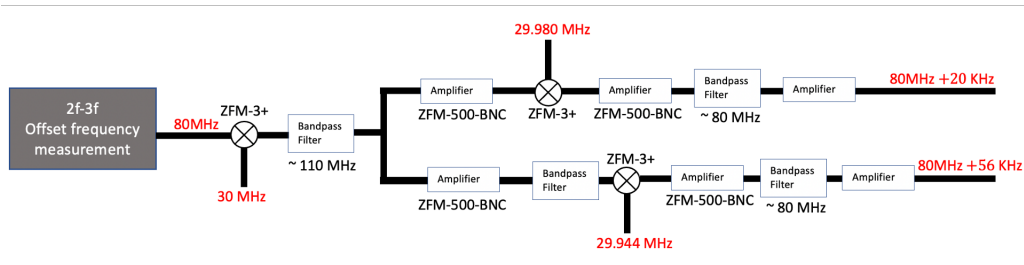 2f-3f
Offset frequency
measurement
80MHz
ZFM-3+
30 MHz
Bandpass
Filter
~ 110 MHz
Amplifier
ZFM-500-BNC
29.980 MHz
ZFM-3+
Amplifier
ZFM-500-BNC
Bandpass
Filter
~ 80 MHz
Amplifier
80MHz +20 KHz
Amplifier
ZFM-500-BNC
Bandpass
Filter
ZFM-3+
29.944 MHz
Amplifier
ZFM-500-BNC
Bandpass
Filter
~ 80 MHz
Amplifier
80MHz +56 KHz